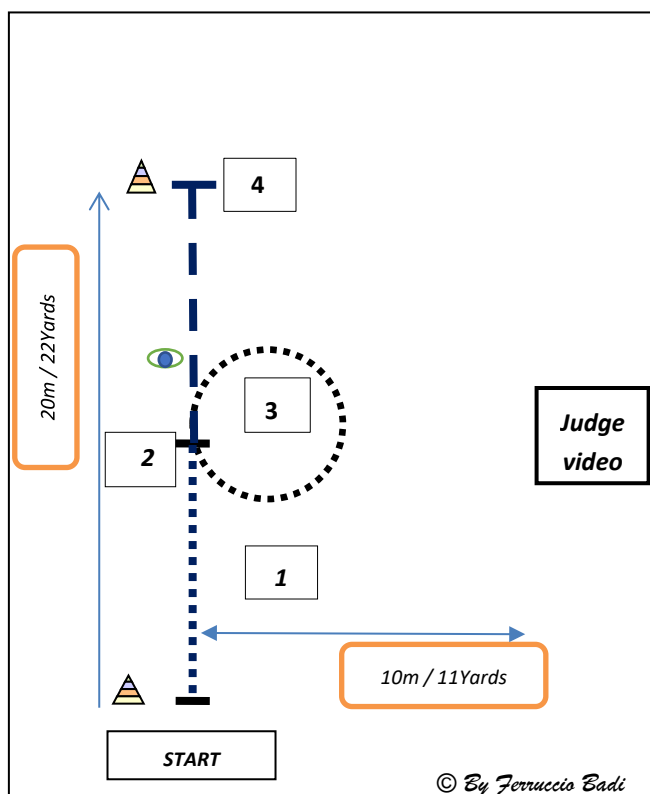 4
20m / 22Yards
3
2
Judge
video
1
10m / 11Yards
START
© By Ferruccio Badi